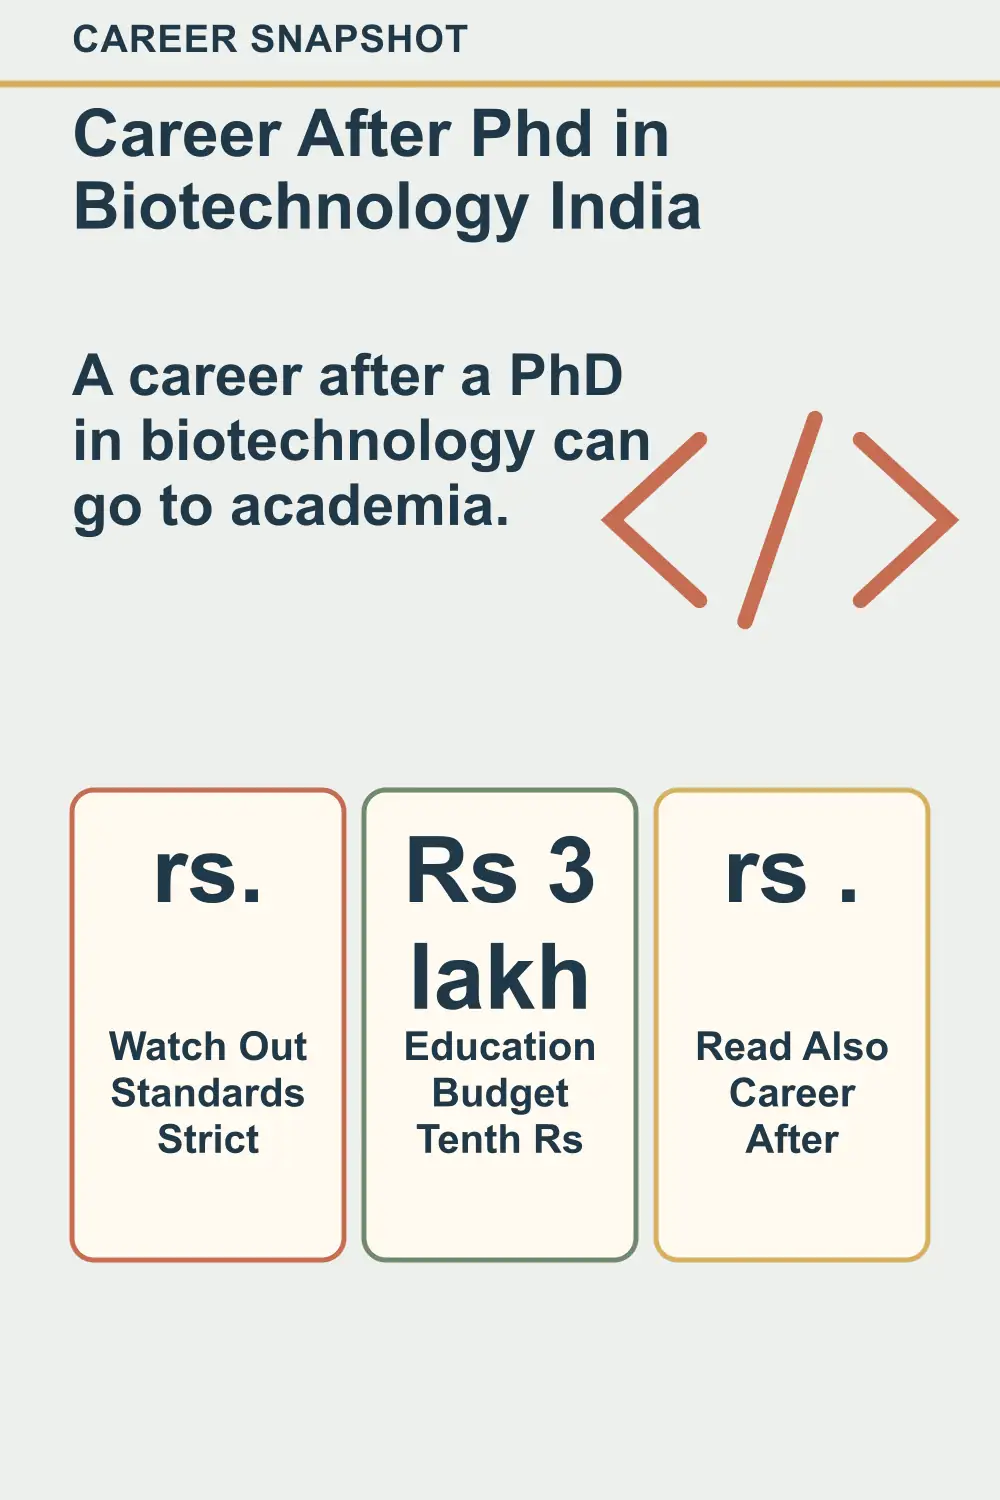 CAREER SNAPSHOT
Career After Phd in
Biotechnology India
A career after a PhD
in biotechnology can
go to academia.
rs.
Watch Out
Standards
Strict
Rs 3
lakh
Education
Budget
Tenth Rs
rs .
Read Also
Career
After